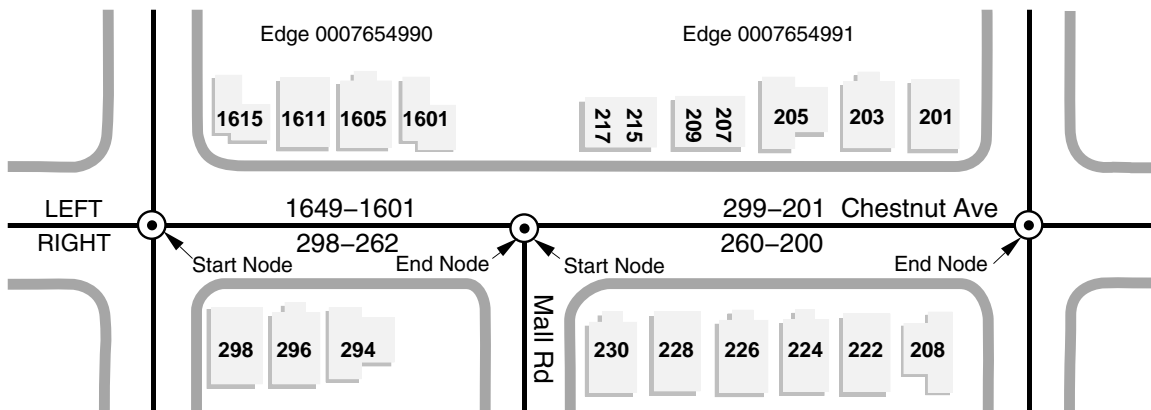 Edge 0007654990
Edge 0007654991
1615 1611 1605 1601
217 215 209 207 205 203 201
LEFT
1649–1601
299–201 Chestnut Ave
RIGHT
298–262
260–200
Start Node
End Node
Start Node
End Node
Mall Rd
298 296 294
230 228 226 224 222 208